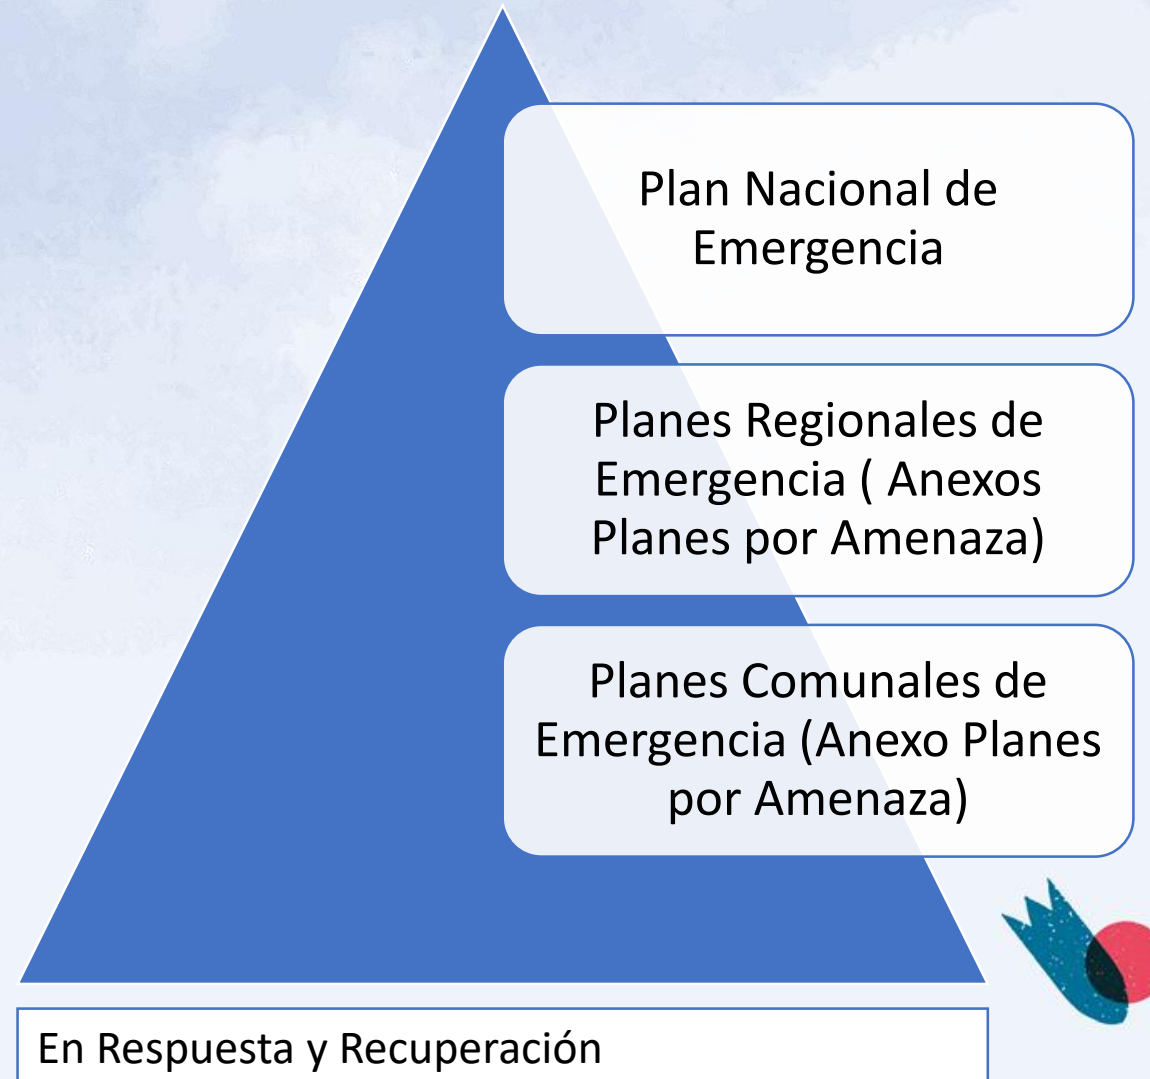 Plan Nacional de
Emergencia
Planes Regionales de
Emergencia ( Anexos
Planes por Amenaza)
Planes Comunales de
Emergencia (Anexo Planes
por Amenaza)
En Respuesta y Recuperación